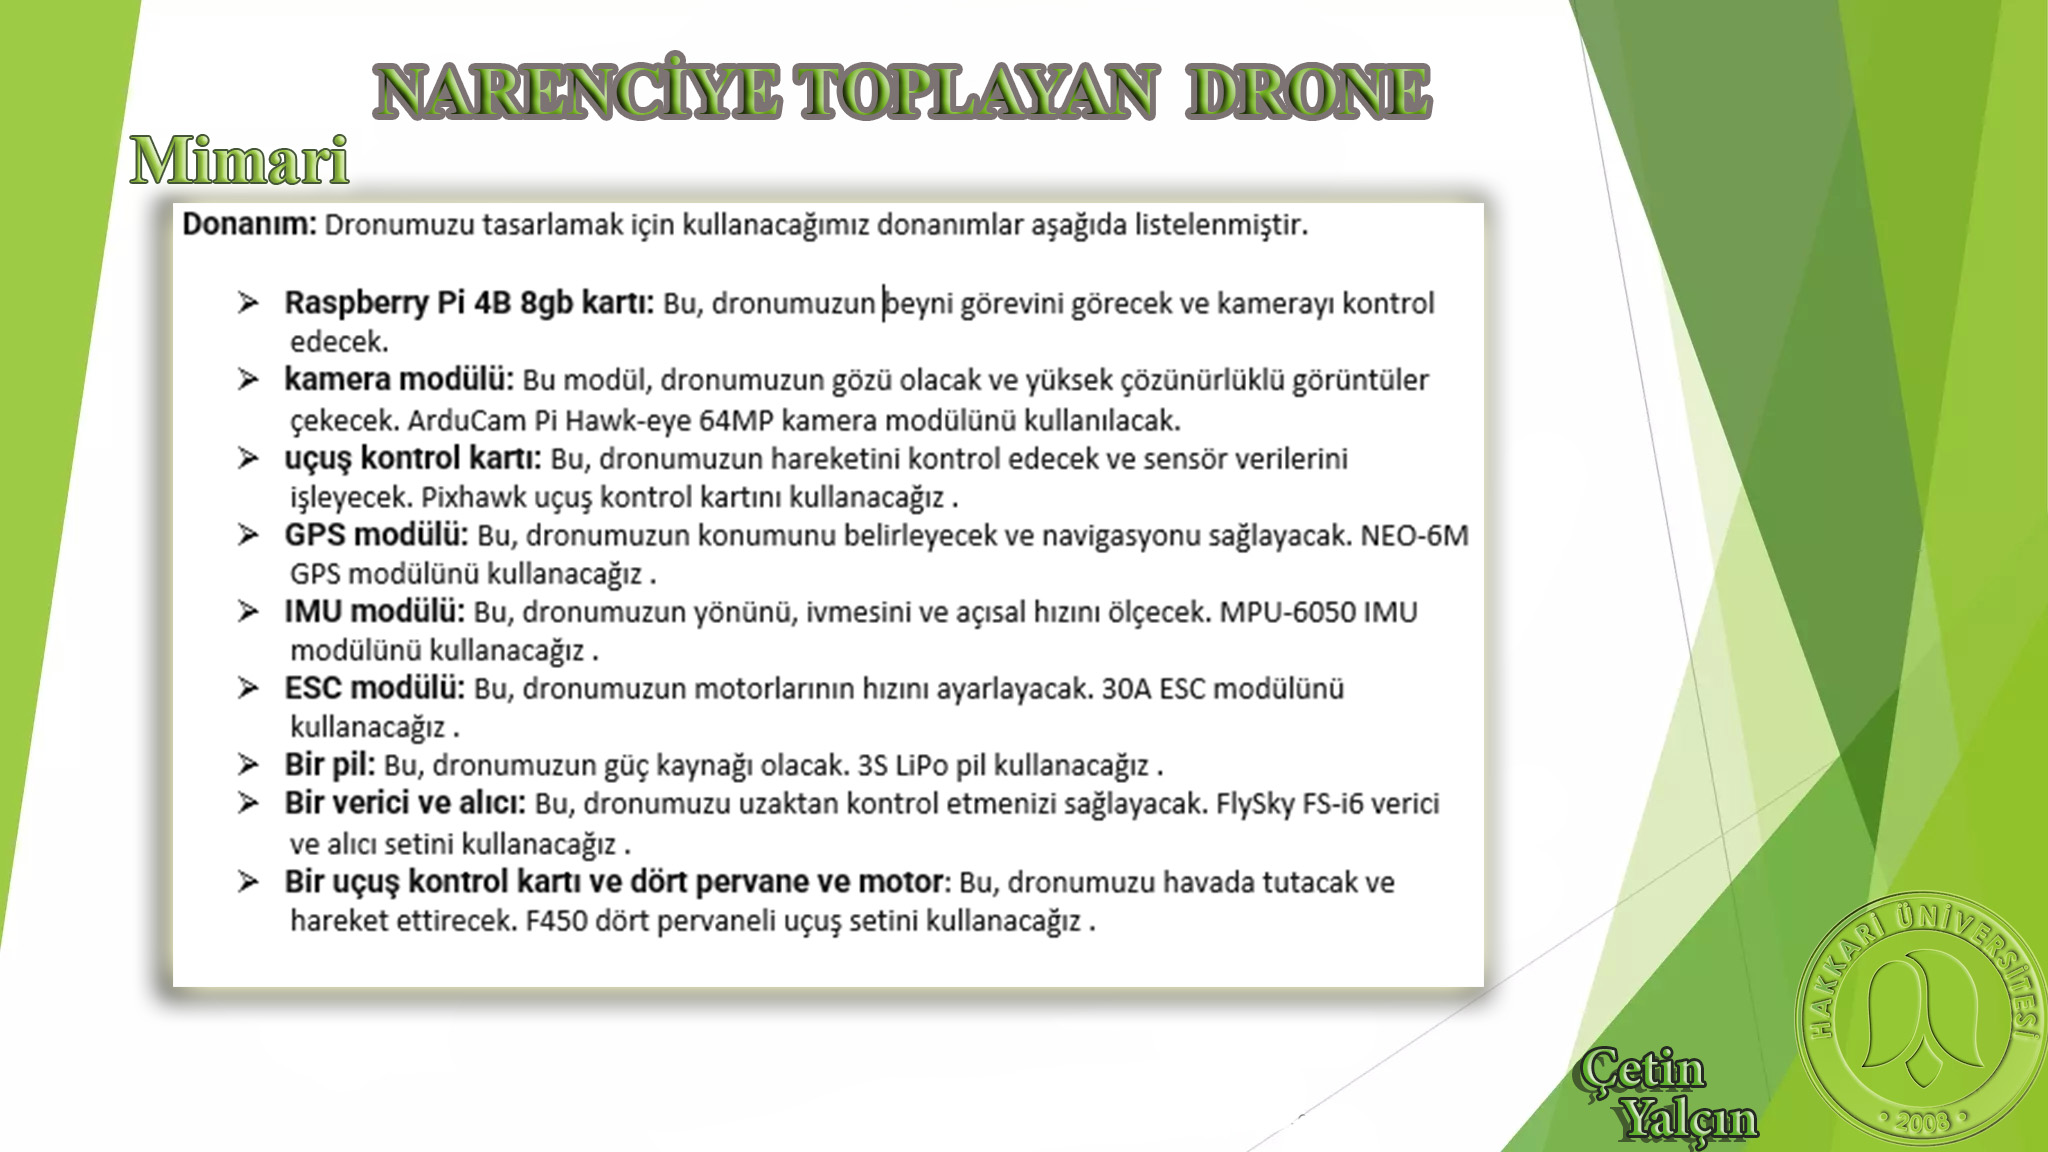 NARENCİYE TOPLAYAN DRONE
Mimari
Donanım: Dronumuzu tasarlamak için kullanacağımız donanımlar aşağıda listelenmiştir.
➢ Raspberry Pi 4B 8gb kartı: Bu, dronumuzun beyni görevini görecek ve kamerayı kontrol
edecek.
➢ kamera modülü: Bu modül, dronumuzun gözü olacak ve yüksek çözünürlüklü görüntüler
çekecek. ArduCam Pi Hawk-eye 64MP kamera modülünü kullanılacak.
➢ uçuş kontrol kartı: Bu, dronumuzun hareketini kontrol edecek ve sensör verilerini
işleyecek. Pixhawk uçuş kontrol kartını kullanacağız .
➢ GPS modülü: Bu, dronumuzun konumunu belirleyecek ve navigasyonu sağlayacak. NEO-6M
GPS modülünü kullanacağız .
➢ IMU modülü: Bu, dronumuzun yönünü, ivmesini ve açısal hızını ölçecek. MPU-6050 IMU
modülünü kullanacağız .
➢ ESC modülü: Bu, dronumuzun motorlarının hızını ayarlayacak. 30A ESC modülünü
kullanacağız .
➢ Bir pil: Bu, dronumuzun güç kaynağı olacak. 3S LiPo pil kullanacağız .
➢ Bir verici ve alıcı: Bu, dronumuzu uzaktan kontrol etmenizi sağlayacak. FlySky FS-i6 verici
ve alıcı setini kullanacağız .
➢ Bir uçuş kontrol kartı ve dört pervane ve motor: Bu, dronumuzu havada tutacak ve
hareket ettirecek. F450 dört pervaneli uçuş setini kullanacağız .
HAKKARİ ÜNİVERSİTESİ
• 2008 •
Çetin
Yalçın